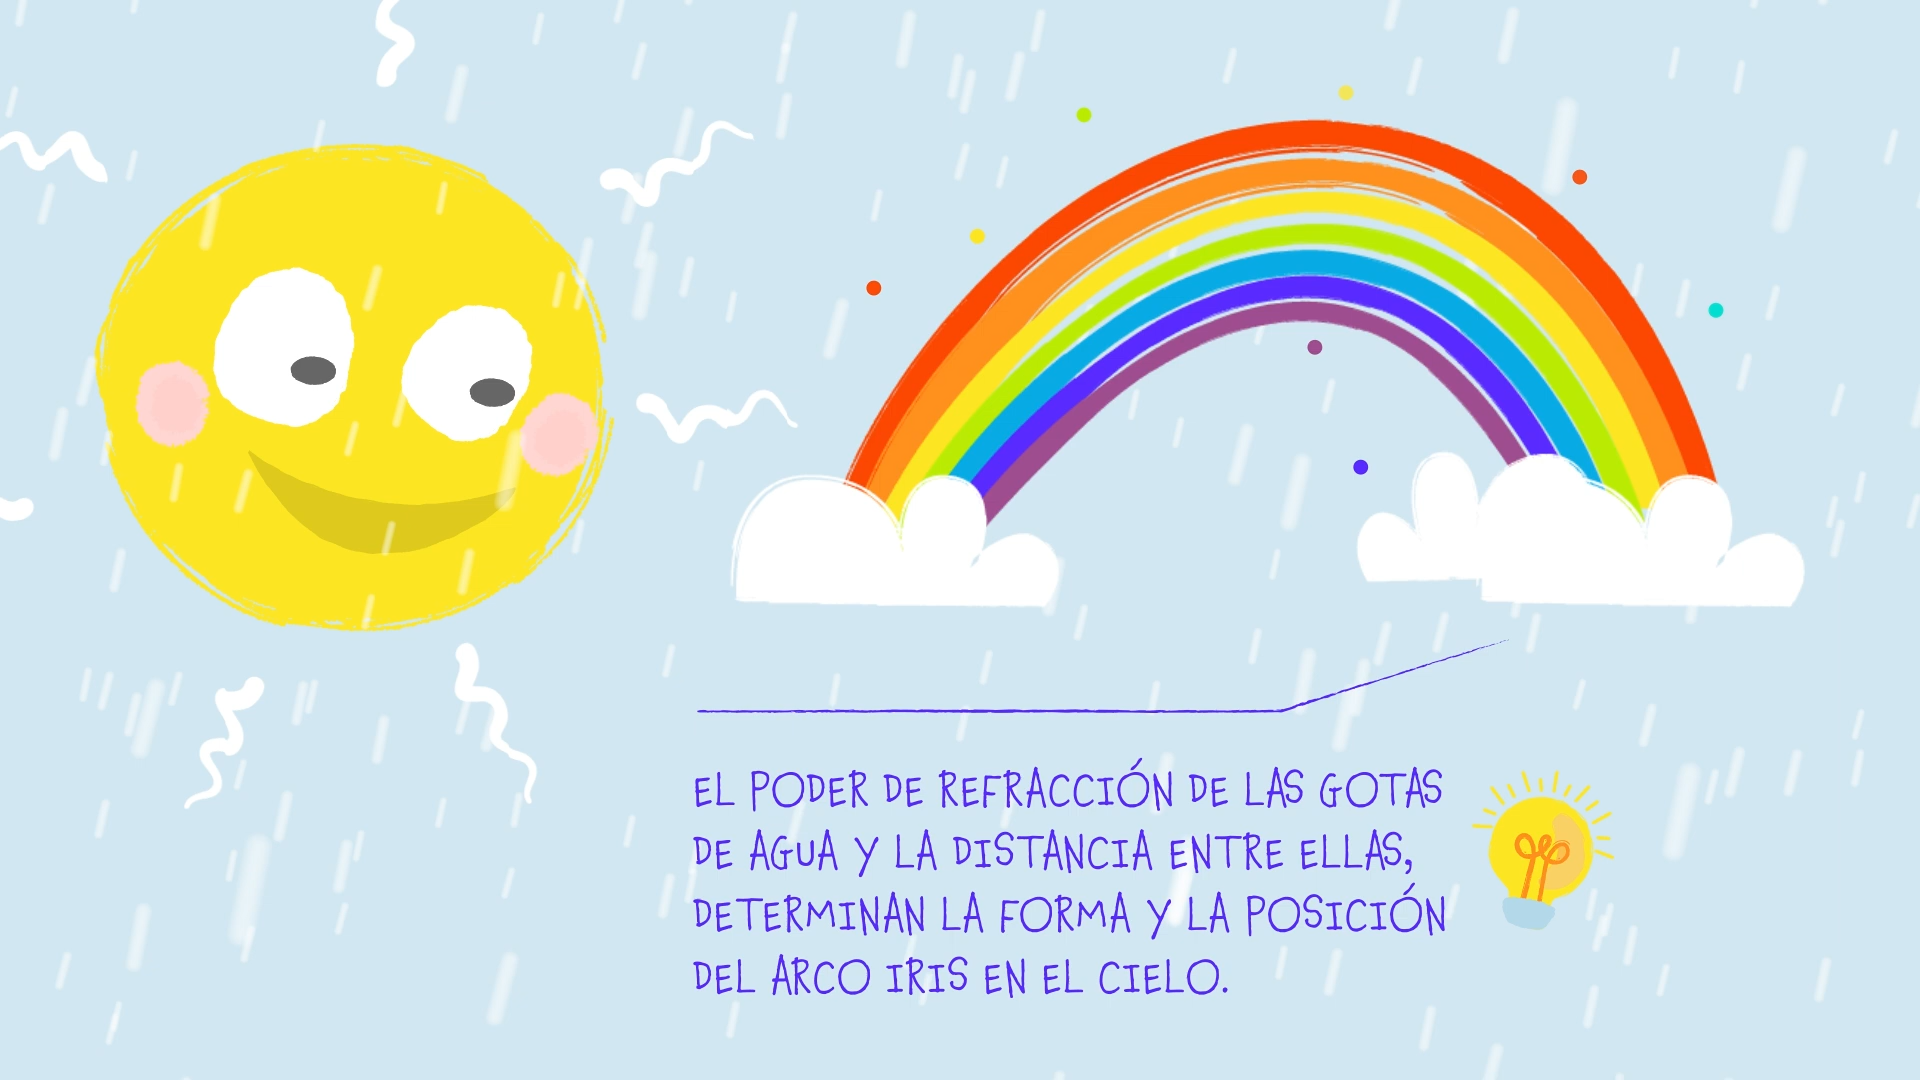 EL PODER DE REFRACCIÓN DE LAS GOTAS
DE AGUA Y LA DISTANCIA ENTRE ELLAS,
DETERMINAN LA FORMA Y LA POSICIÓN
DEL ARCO IRIS EN EL CIELO.